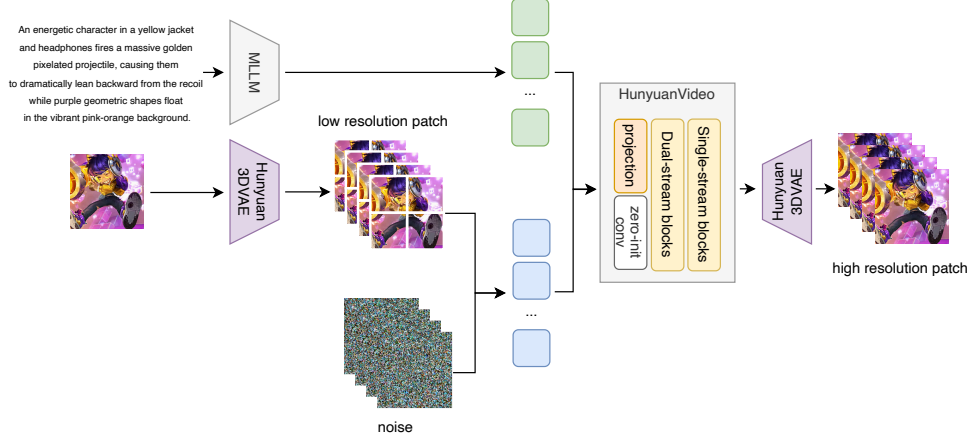 An energetic character in a yellow jacket
and headphones fires a massive golden
pixelated projectile, causing them
to dramatically lean backward from the recoil
while purple geometric shapes float
in the vibrant pink-orange background.
MLLM
...
HunyuanVideo
low resolution patch
Hunyuan
3DVAE
projection
zero-init
conv
Dual-stream blocks
Single-stream blocks
Hunyuan
3DVAE
high resolution patch
...
noise